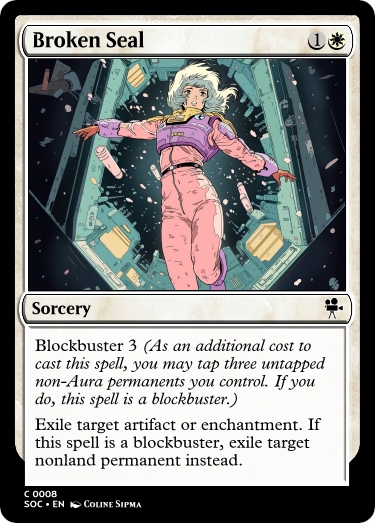 Broken Seal 1
Sorcery
Blockbuster 3 (As an additional cost to
cast this spell, you may tap three untapped
non-Aura permanents you control. If you
do, this spell is a blockbuster.)
Exile target artifact or enchantment. If
this spell is a blockbuster, exile target
nonland permanent instead.
C 0008
SOC • EN Coline Sipma